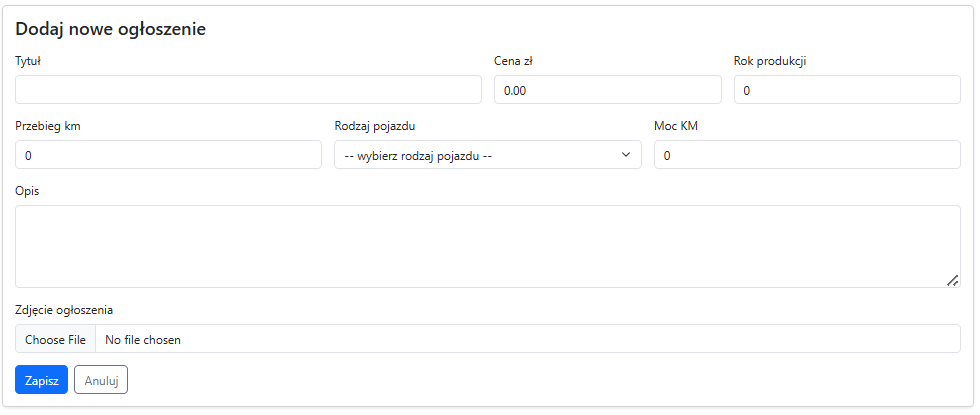 Dodaj nowe ogłoszenie
Tytuł Cena zł Rok produkcji
0.00 0
Przebieg km Rodzaj pojazdu Moc KM
0 -- wybierz rodzaj pojazdu -- 0
Opis
Zdjęcie ogłoszenia
Choose File No file chosen
Zapisz Anuluj